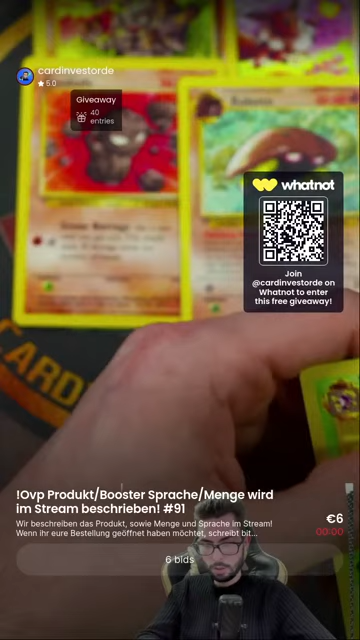 cardinvestorde
5.0
Giveaway
40
entries
whatnot
Join
@cardinvestorde on
Whatnot to enter
this free giveaway!
CARD
!Ovp Produkt/Booster Sprache/Menge wird
im Stream beschrieben! #91
€6
Wir beschreiben das Produkt, sowie Menge und Sprache im Stream!
00:00
Wenn ihr eure Bestellung geöffnet haben möchtet, schreibt bit...
6 bids